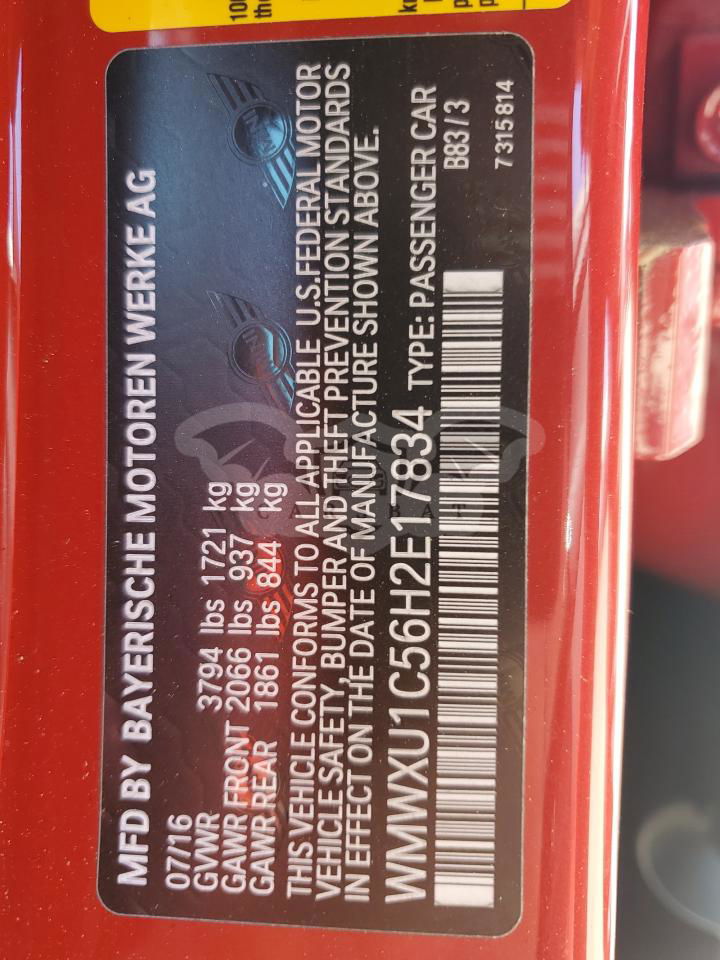 MFD BY BAYERISCHE MOTOREN WERKE AG
07/16
GVWR 3794 lbs 1721 kg
GAWR FRONT 2066 lbs 937 kg
GAWR REAR 1861 lbs 844 kg
THIS VEHICLE CONFORMS TO ALL APPLICABLE U.S.FEDERAL MOTOR
VEHICLE SAFETY, BUMPER AND THEFT PREVENTION STANDARDS
IN EFFECT ON THE DATE OF MANUFACTURE SHOWN ABOVE.
WMWXU1C56H2E17834 TYPE: PASSENGER CAR
B83/3
7315814
MINI
MINI